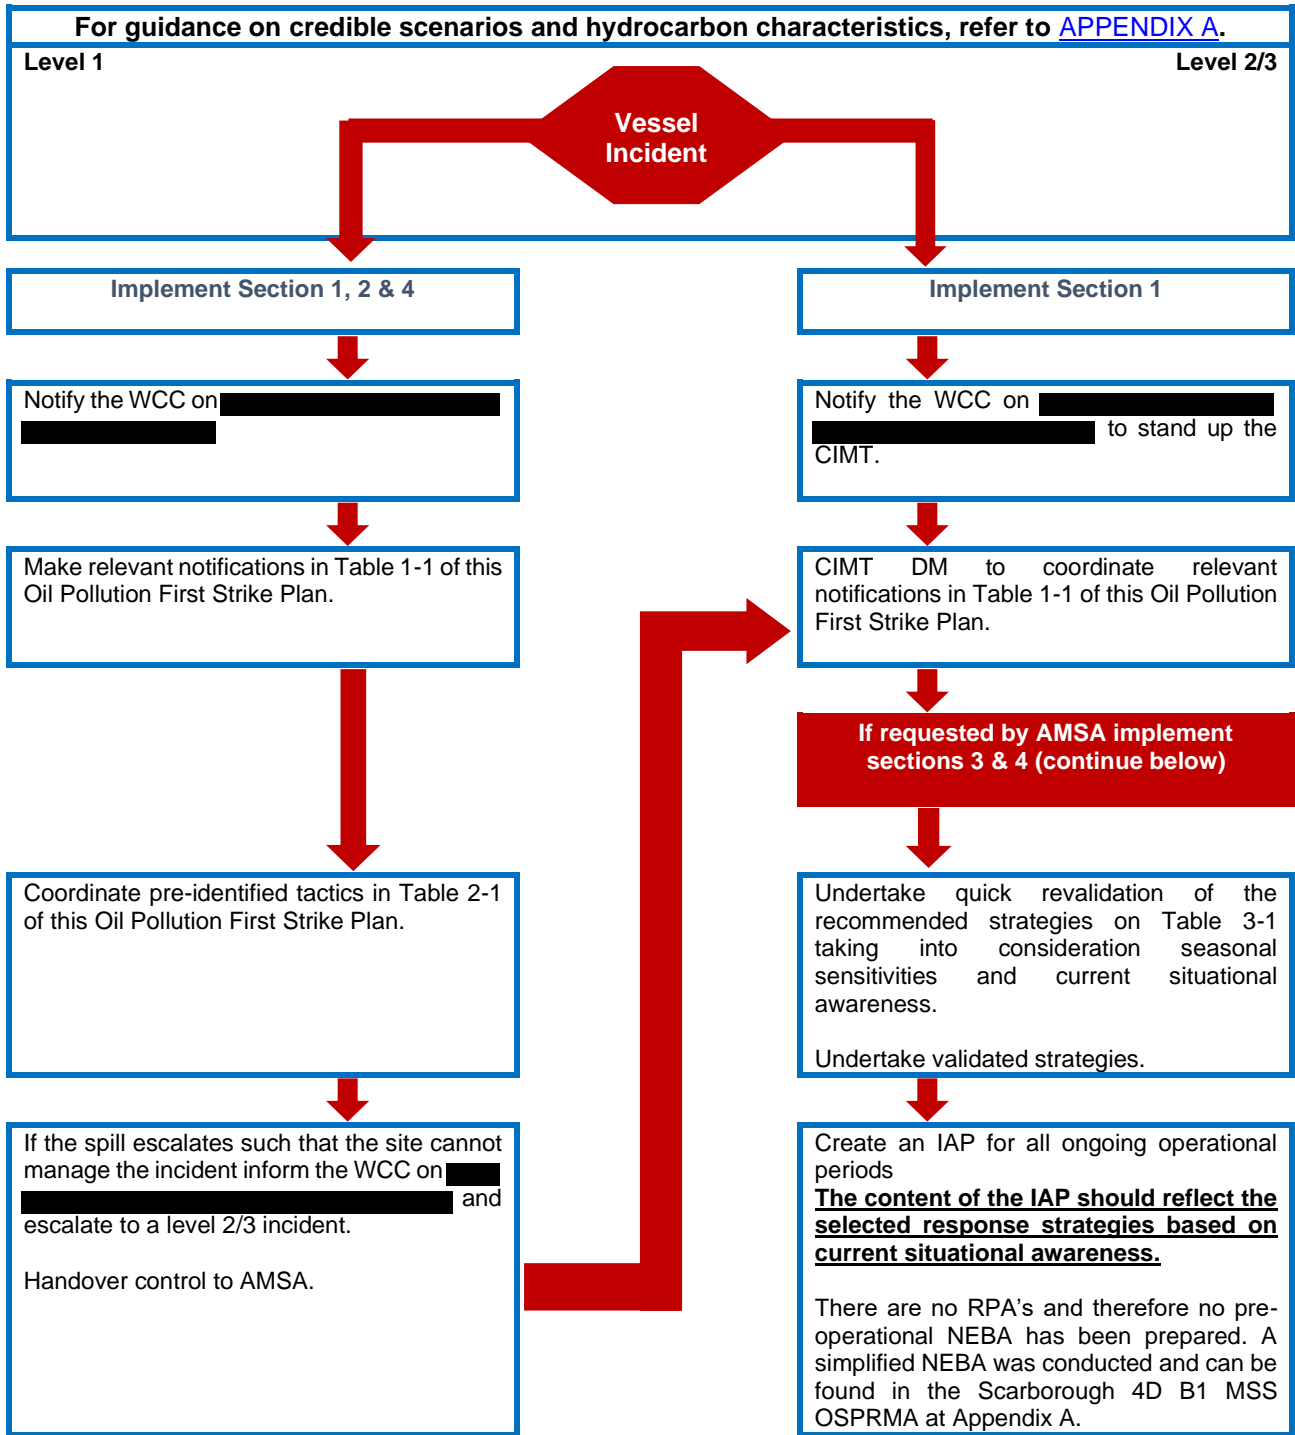 For guidance on credible scenarios and hydrocarbon characteristics, refer to APPENDIX A.
Level 1
Level 2/3
Vessel
Incident
Implement Section 1, 2 & 4
Notify the WCC on
Make relevant notifications in Table 1-1 of this
Oil Pollution First Strike Plan.
Coordinate pre-identified tactics in Table 2-1
of this Oil Pollution First Strike Plan.
If the spill escalates such that the site cannot
manage the incident inform the WCC on
and
escalate to a level 2/3 incident.
Handover control to AMSA.
Implement Section 1
Notify the WCC on
to stand up the
CIMT.
CIMT DM to coordinate relevant
notifications in Table 1-1 of this Oil Pollution
First Strike Plan.
If requested by AMSA implement
sections 3 & 4 (continue below)
Undertake quick revalidation of the
recommended strategies on Table 3-1
taking into consideration seasonal
sensitivities and current situational
awareness.
Undertake validated strategies.
Create an IAP for all ongoing operational
periods
The content of the IAP should reflect the
selected response strategies based on
current situational awareness.
There are no RPA's and therefore no pre-
operational NEBA has been prepared. A
simplified NEBA was conducted and can be
found in the Scarborough 4D B1 MSS
OSPRMA at Appendix A.